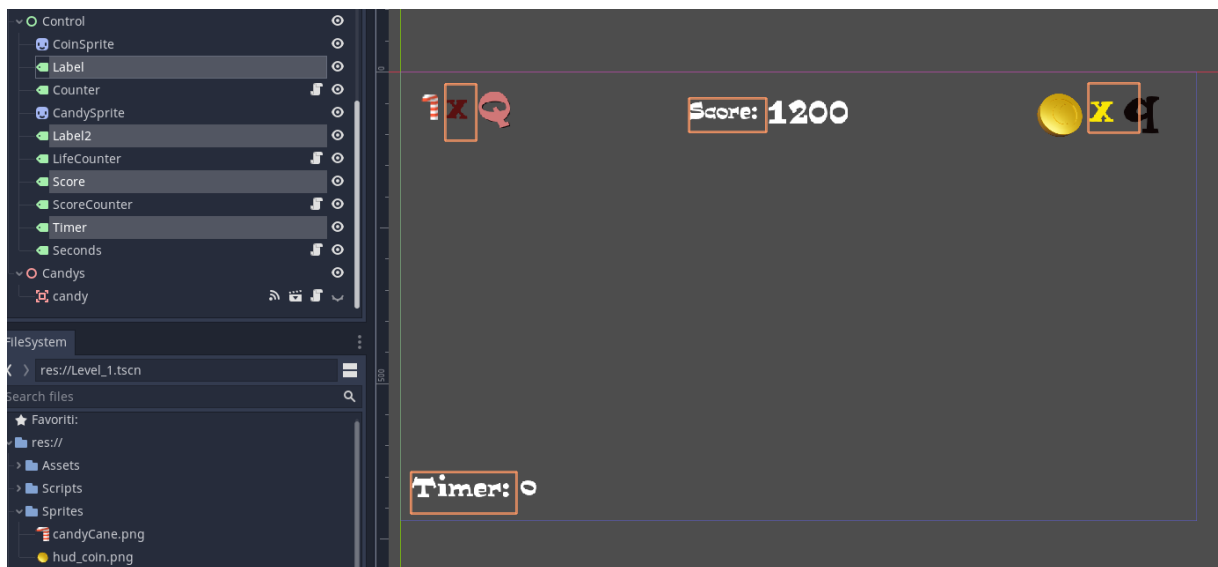 Control
CoinSprite
Label
Counter
CandySprite
Label2
LifeCounter
Score
ScoreCounter
Timer
Seconds
Candys
candy
FileSystem
res://Level_1.tscn
Search files
Favoriti:
res://
Assets
Scripts
Sprites
candyCane.png
hud_coin.png
0
500
x Q
Score: 1200
x q
Timer: 0